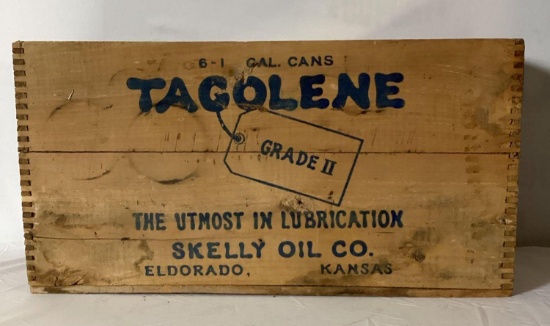 6-1 GAL. CANS
TAGOLENE
GRADE II
THE UTMOST IN LUBRICATION
SKELLY OIL CO.
ELDORADO, KANSAS